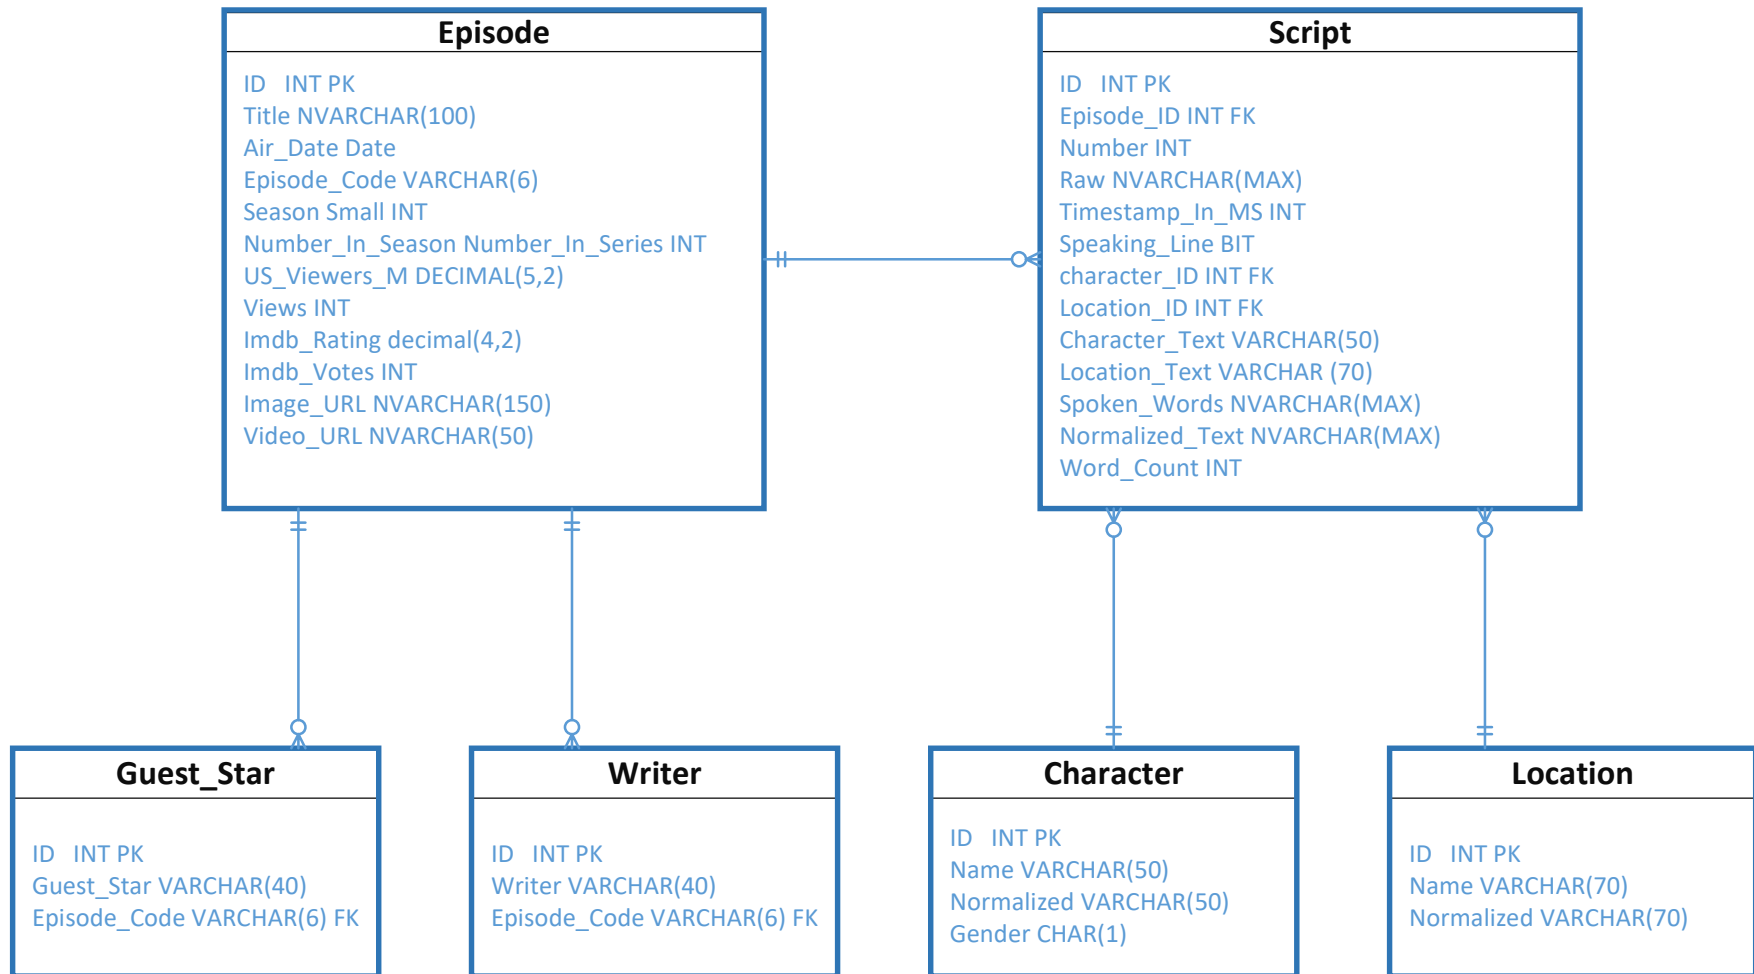 Episode
ID INT PK
Title NVARCHAR(100)
Air_Date Date
Episode_Code VARCHAR(6)
Season Small INT
Number_In_Season Number_In_Series INT
US_Viewers_M DECIMAL(5,2)
Views INT
Imdb_Rating decimal(4,2)
Imdb_Votes INT
Image_URL NVARCHAR(150)
Video_URL NVARCHAR(50)
Script
ID INT PK
Episode_ID INT FK
Number INT
Raw NVARCHAR(MAX)
Timestamp_In_MS INT
Speaking_Line BIT
character_ID INT FK
Location_ID INT FK
Character_Text VARCHAR(50)
Location_Text VARCHAR (70)
Spoken_Words NVARCHAR(MAX)
Normalized_Text NVARCHAR(MAX)
Word_Count INT
Guest_Star
ID INT PK
Guest_Star VARCHAR(40)
Episode_Code VARCHAR(6) FK
Writer
ID INT PK
Writer VARCHAR(40)
Episode_Code VARCHAR(6) FK
Character
ID INT PK
Name VARCHAR(50)
Normalized VARCHAR(50)
Gender CHAR(1)
Location
ID INT PK
Name VARCHAR(70)
Normalized VARCHAR(70)